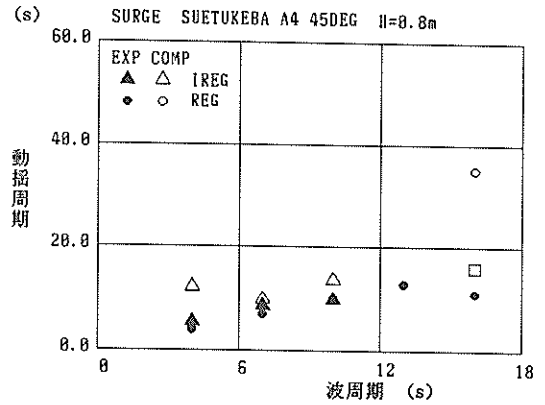 (s) SURGE SUETUKEBA A4 45DEG H=0.8m
60.0
EXP COMP
IREG
REG
40.0
動揺周期
20.0
0.0
0 6 12 18
波周期 (s)